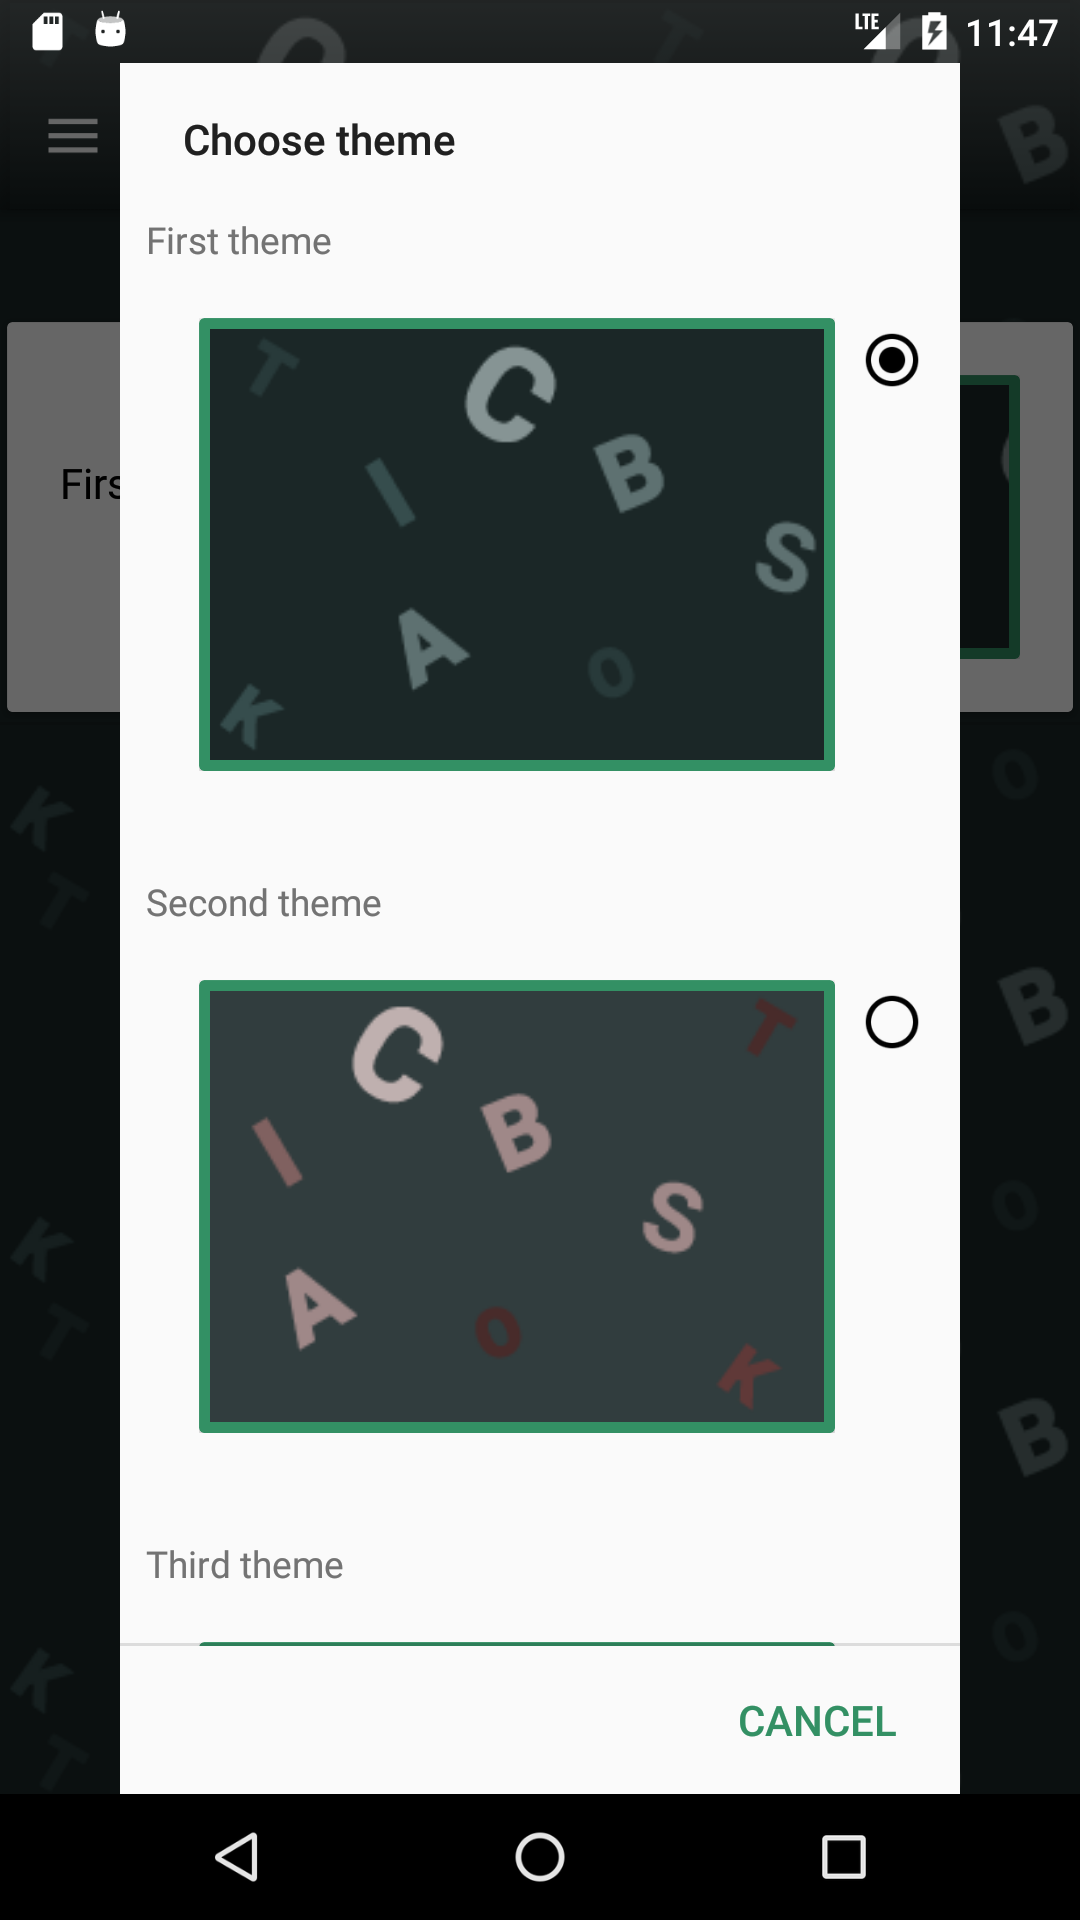 LTE 11:47
Choose theme
First theme
T
C
I
B
S
A
O
K
Firs
Second theme
C
T
I
B
S
A
O
K
Third theme
CANCEL
B
K
T
O
B
K
T
O
B
K
T
O